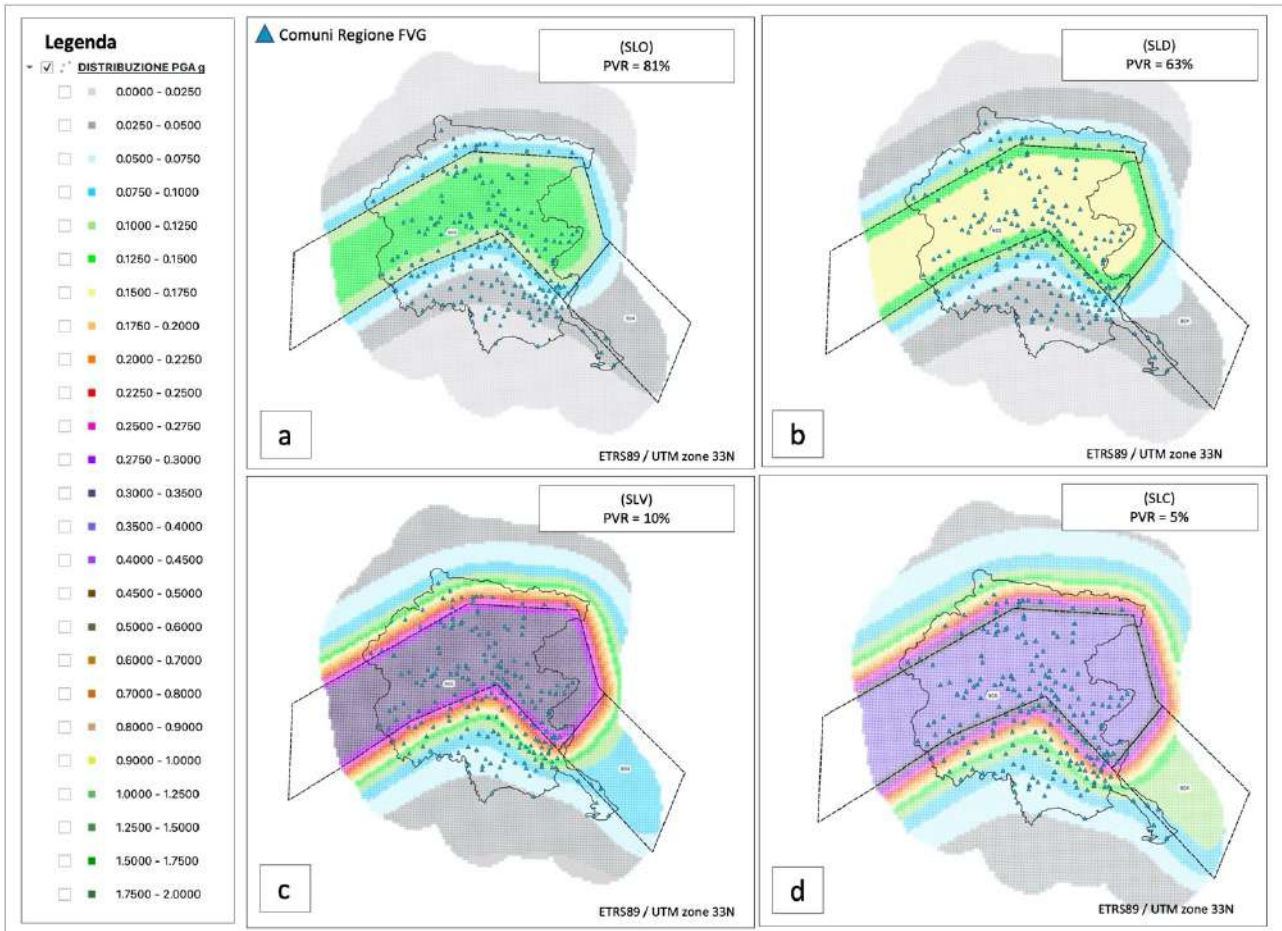 Legenda
DISTRIBUZIONE PGA g
0.0000 - 0.0250
0.0250 - 0.0500
0.0500 - 0.0750
0.0750 - 0.1000
0.1000 - 0.1250
0.1250 - 0.1500
0.1500 - 0.1750
0.1750 - 0.2000
0.2000 - 0.2250
0.2250 - 0.2500
0.2500 - 0.2750
0.2750 - 0.3000
0.3000 - 0.3500
0.3500 - 0.4000
0.4000 - 0.4500
0.4500 - 0.5000
0.5000 - 0.6000
0.6000 - 0.7000
0.7000 - 0.8000
0.8000 - 0.9000
0.9000 - 1.0000
1.0000 - 1.2500
1.2500 - 1.5000
1.5000 - 1.7500
1.7500 - 2.0000
Comuni Regione FVG
(SLO)
PVR = 81%
a
ETRS89 / UTM zone 33N
(SLD)
PVR = 63%
b
ETRS89 / UTM zone 33N
(SLV)
PVR = 10%
c
ETRS89 / UTM zone 33N
(SLC)
PVR = 5%
d
ETRS89 / UTM zone 33N